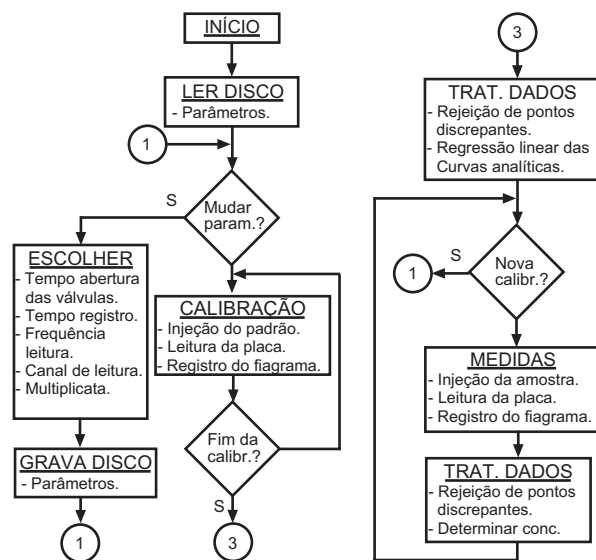 INÍCIO
LER DISCO
- Parâmetros.
1
Mudar
param.?
S
ESCOLHER
- Tempo abertura
das válvulas.
- Tempo registro.
- Frequência
leitura.
- Canal de leitura.
- Multiplicata.
GRAVA DISCO
- Parâmetros.
1
CALIBRAÇÃO
- Injeção do padrão.
- Leitura da placa.
- Registro do fiagrama.
Fim da
calibr.?
S
3
3
TRAT. DADOS
- Rejeição de pontos
discrepantes.
- Regressão linear das
Curvas analíticas.
S
1
Nova
calibr.?
MEDIDAS
- Injeção da amostra.
- Leitura da placa.
- Registro do fiagrama.
TRAT. DADOS
- Rejeição de pontos
discrepantes.
- Determinar conc.